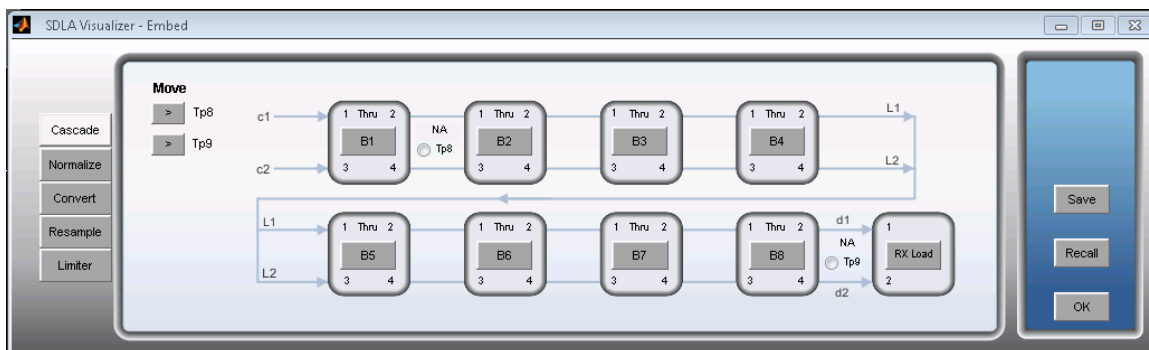 SDLA Visualizer - Embed
Move
> Tp8
> Tp9
Cascade
Normalize
Convert
Resample
Limiter
c1
c2
1 Thru 2
B1
3 4
NA
Tp8
1 Thru 2
B2
3 4
1 Thru 2
B3
3 4
1 Thru 2
B4
3 4
L1
L2
L1
L2
1 Thru 2
B5
3 4
1 Thru 2
B6
3 4
1 Thru 2
B7
3 4
1 Thru 2
B8
3 4
d1
NA
Tp9
d2
1
RX Load
2
Save
Recall
OK